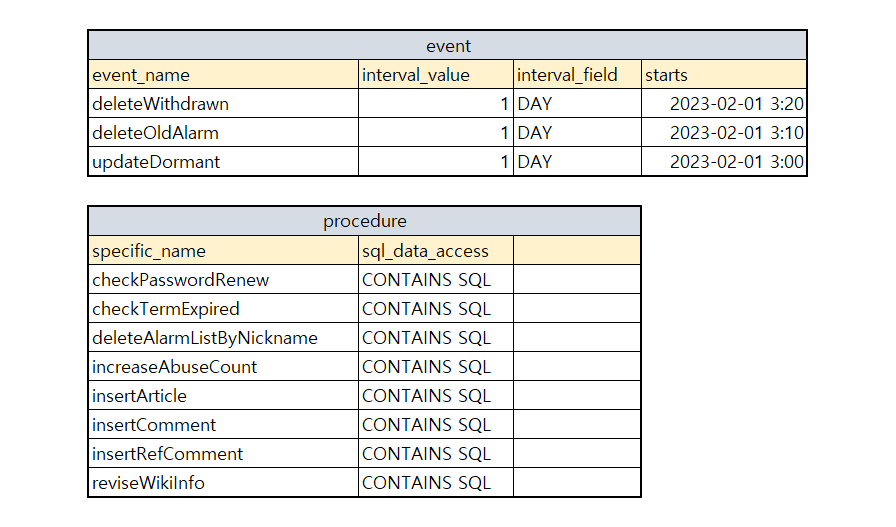 event
event_name interval_value interval_field starts
deleteWithdrawn 1 DAY 2023-02-01 3:20
deleteOldAlarm 1 DAY 2023-02-01 3:10
updateDormant 1 DAY 2023-02-01 3:00
procedure
specific_name sql_data_access
checkPasswordRenew CONTAINS SQL
checkTermExpired CONTAINS SQL
deleteAlarmListByNickname CONTAINS SQL
increaseAbuseCount CONTAINS SQL
insertArticle CONTAINS SQL
insertComment CONTAINS SQL
insertRefComment CONTAINS SQL
reviseWikiInfo CONTAINS SQL